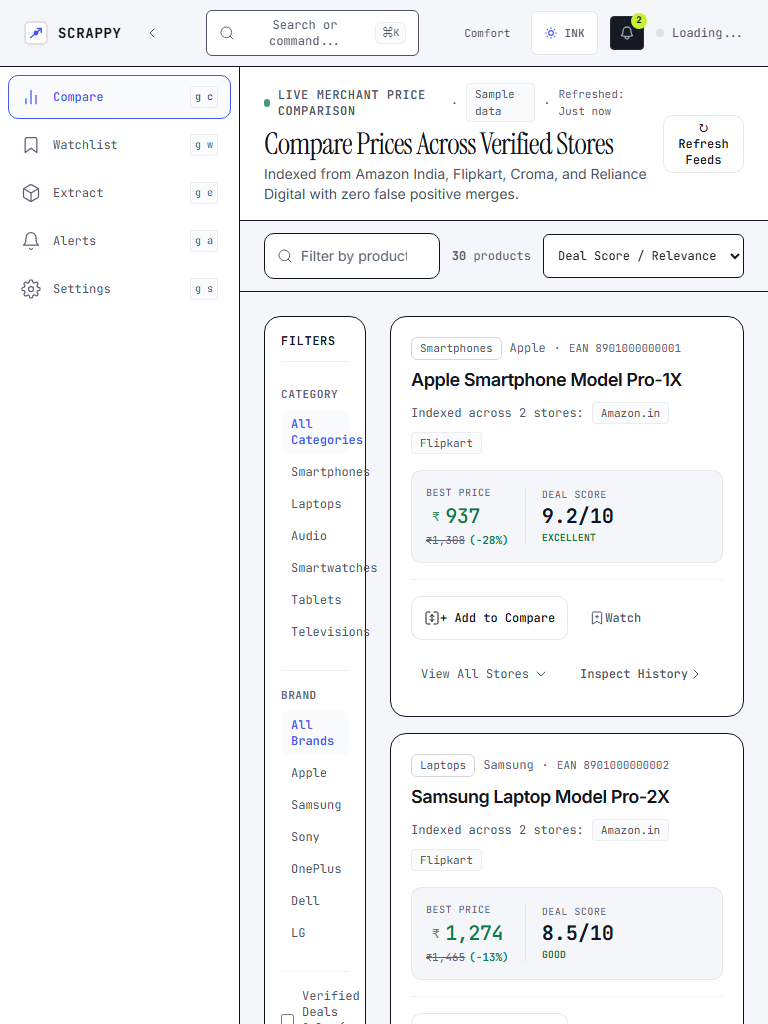 SCRAPPY
Search or
command...
⌘K
Comfort
INK
2
Loading...
Compare
g c
Watchlist
g w
Extract
g e
Alerts
g a
Settings
g s
LIVE MERCHANT PRICE
COMPARISON
·
Sample
data
·
Refreshed:
Just now
Compare Prices Across Verified Stores
Indexed from Amazon India, Flipkart, Croma, and Reliance
Digital with zero false positive merges.
↻
Refresh
Feeds
Filter by product
30 products
Deal Score / Relevance
FILTERS
CATEGORY
All
Categories
Smartphones
Laptops
Audio
Smartwatches
Tablets
Televisions
BRAND
All
Brands
Apple
Samsung
Sony
OnePlus
Dell
LG
Verified
Deals
Smartphones Apple · EAN 8901000000001
Apple Smartphone Model Pro-1X
Indexed across 2 stores: Amazon.in
Flipkart
BEST PRICE
₹ 937
₹1,308 (-28%)
DEAL SCORE
9.2/10
EXCELLENT
+ Add to Compare
Watch
View All Stores
Inspect History
Laptops Samsung · EAN 8901000000002
Samsung Laptop Model Pro-2X
Indexed across 2 stores: Amazon.in
Flipkart
BEST PRICE
₹ 1,274
₹1,465 (-13%)
DEAL SCORE
8.5/10
GOOD